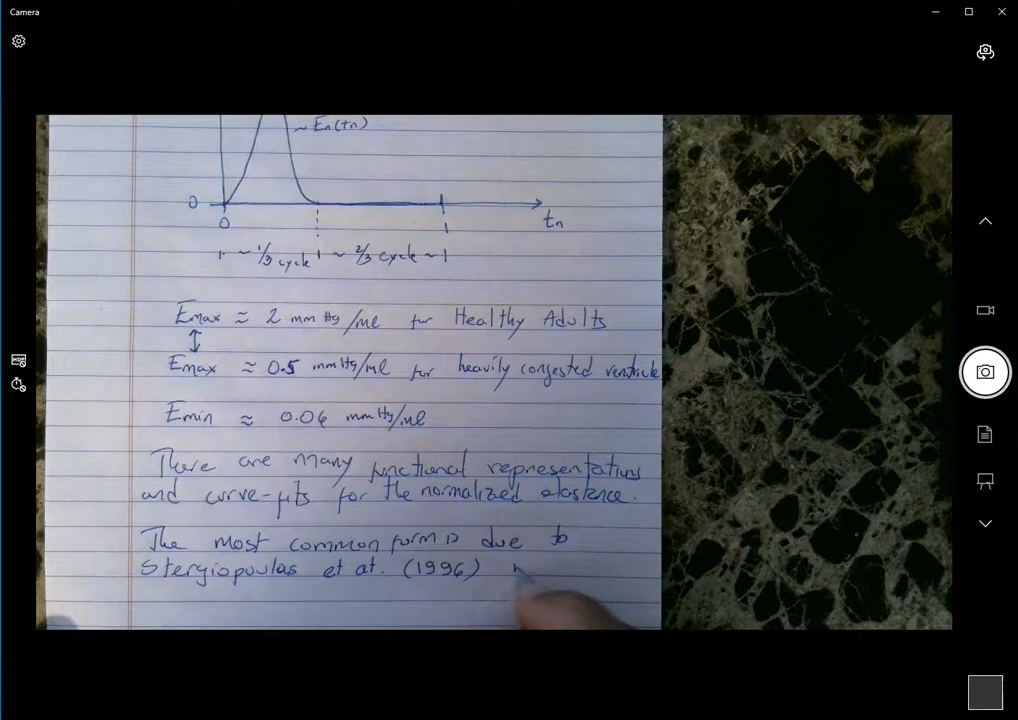 Camera
~ En(tn)
0
0
1
tn
~ 1/3 cycle ~ 2/3 cycle ~
Emax ≈ 2 mmHg/ml for Healthy Adults
↕
Emax ≈ 0.5 mmHg/ml for heavily congested ventricle
Emin ≈ 0.06 mmHg/ml
There are many functional representations
and curve-fits for the normalized elastence.
The most common form is due to
Stergiopoulas et at. (1996)